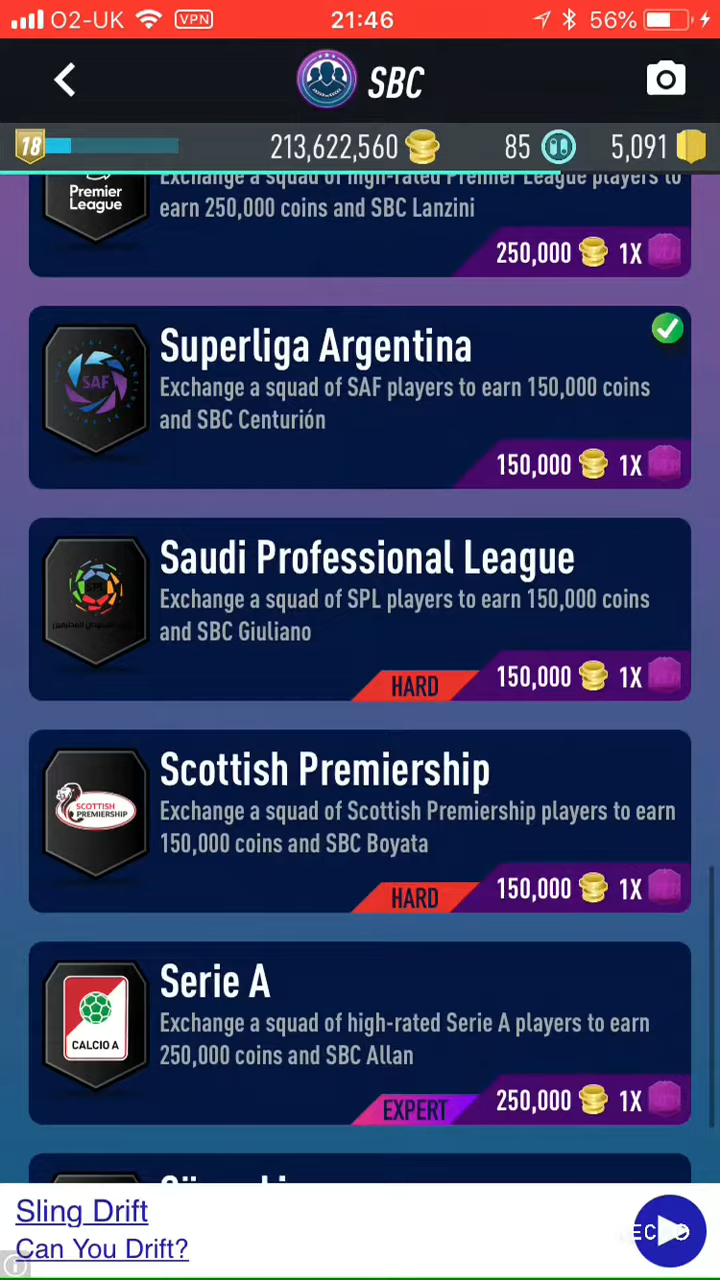 O2-UK VPN 21:46 56%
SBC
18 213,622,560 85 5,091
Premier
League
Exchange a squad of high-rated Premier League players to
earn 250,000 coins and SBC Lanzini
250,000 1X
Superliga Argentina
SAF
Exchange a squad of SAF players to earn 150,000 coins
and SBC Centurión
150,000 1X
Saudi Professional League
SPL
Exchange a squad of SPL players to earn 150,000 coins
and SBC Giuliano
HARD 150,000 1X
Scottish Premiership
SCOTTISH
PREMIERSHIP
Exchange a squad of Scottish Premiership players to earn
150,000 coins and SBC Boyata
HARD 150,000 1X
Serie A
CALCIO A
Exchange a squad of high-rated Serie A players to earn
250,000 coins and SBC Allan
EXPERT 250,000 1X
Sling Drift
Can You Drift?